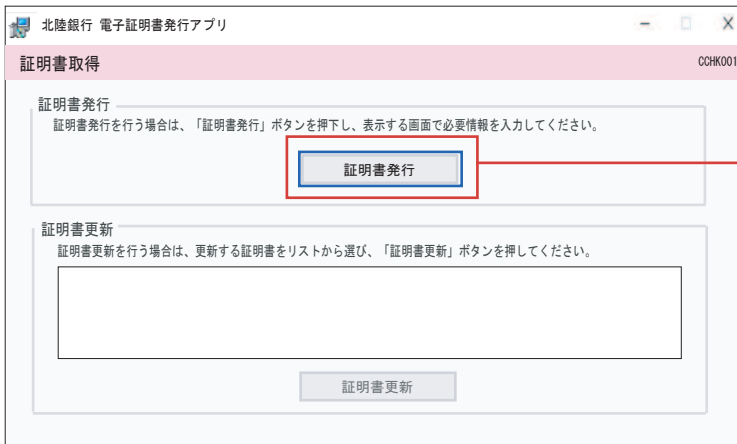 北陸銀行 電子証明書発行アプリ
証明書取得
CCHK001
証明書発行
証明書発行を行う場合は、「証明書発行」ボタンを押下し、表示する画面で必要情報を入力してください。
証明書発行
証明書更新
証明書更新を行う場合は、更新する証明書をリストから選び、「証明書更新」ボタンを押してください。
証明書更新